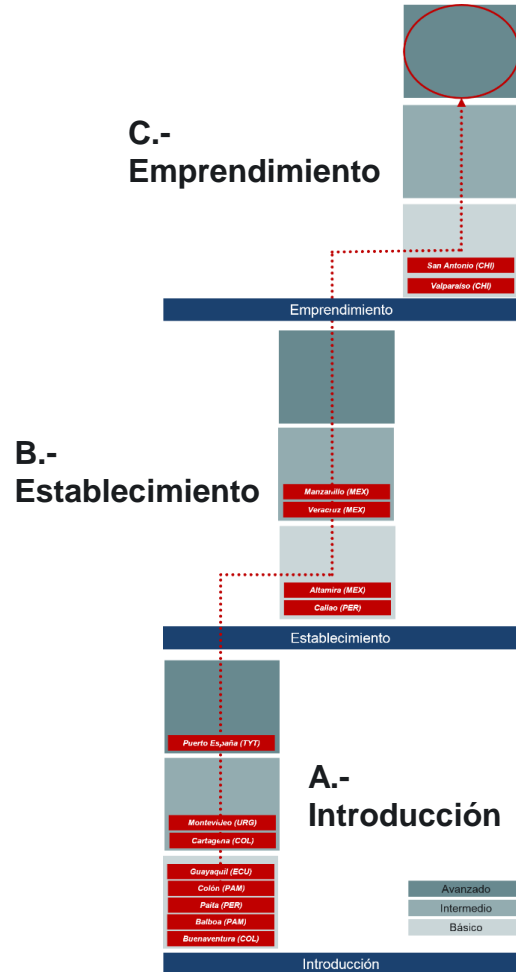 C.-
Emprendimiento
San Antonio (CHI)
Valparaíso (CHI)
Emprendimiento
B.-
Establecimiento
Manzanillo (MEX)
Veracruz (MEX)
Altamira (MEX)
Callao (PER)
Establecimiento
Puerto España (TYT)
A.-
Introducción
Montevideo (URG)
Cartagena (COL)
Guayaquil (ECU)
Colón (PAM)
Paita (PER)
Balboa (PAM)
Buenaventura (COL)
Avanzado
Intermedio
Básico
Introducción